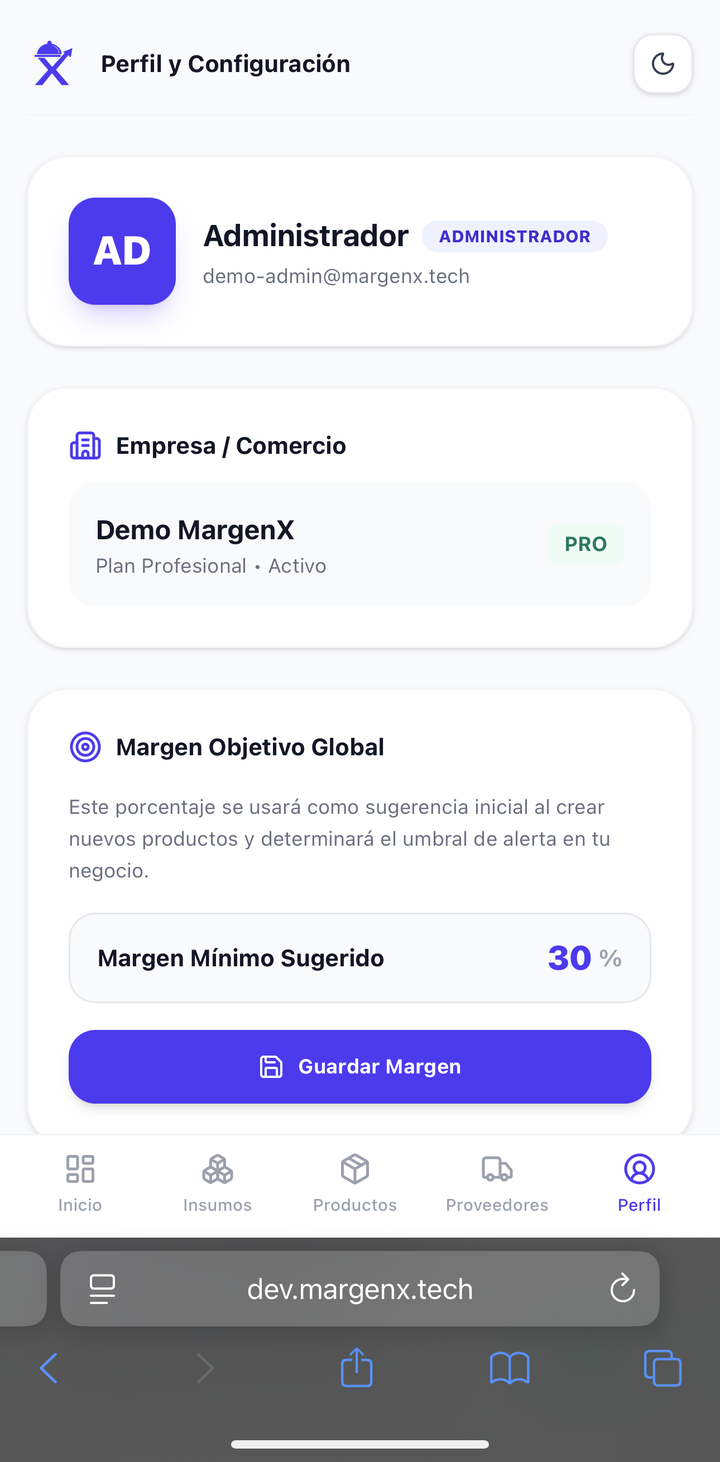 Perfil y Configuración
AD
Administrador
ADMINISTRADOR
demo-admin@margenx.tech
Empresa / Comercio
Demo MargenX
Plan Profesional • Activo
PRO
Margen Objetivo Global
Este porcentaje se usará como sugerencia inicial al crear
nuevos productos y determinará el umbral de alerta en tu
negocio.
Margen Mínimo Sugerido
30 %
Guardar Margen
Inicio
Insumos
Productos
Proveedores
Perfil
dev.margenx.tech